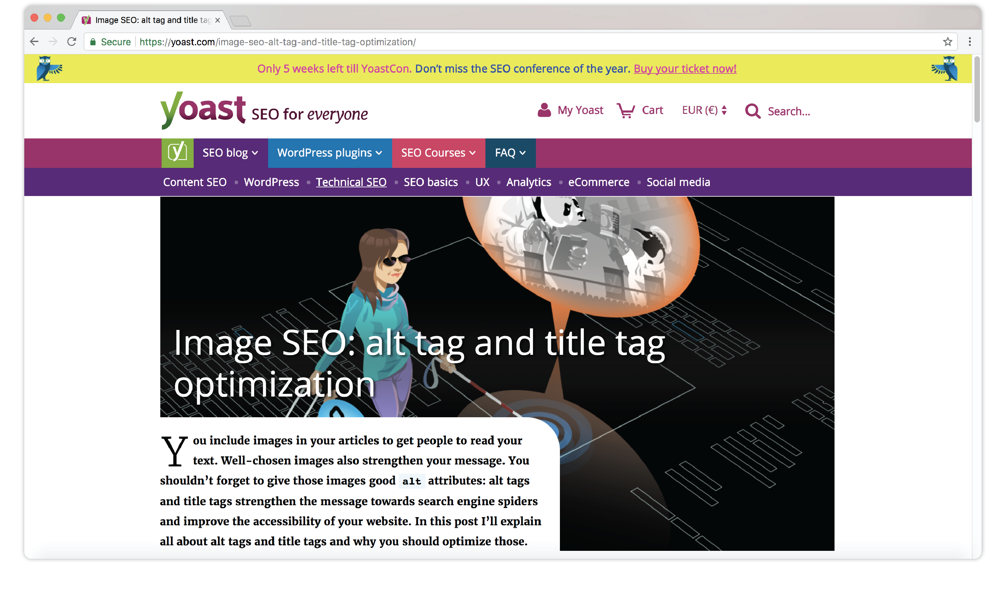 Image SEO: alt tag and title tag
Secure https://yoast.com/image-seo-alt-tag-and-title-tag-optimization/
Only 5 weeks left till YoastCon. Don’t miss the SEO conference of the year. Buy your ticket now!
yoast SEO for everyone
My Yoast Cart EUR (€) Search...
y SEO blog WordPress plugins SEO Courses FAQ
Content SEO • WordPress • Technical SEO • SEO basics • UX • Analytics • eCommerce • Social media
Image SEO: alt tag and title tag
optimization
You include images in your articles to get people to read your
text. Well-chosen images also strengthen your message. You
shouldn’t forget to give those images good alt attributes: alt tags
and title tags strengthen the message towards search engine spiders
and improve the accessibility of your website. In this post I’ll explain
all about alt tags and title tags and why you should optimize those.